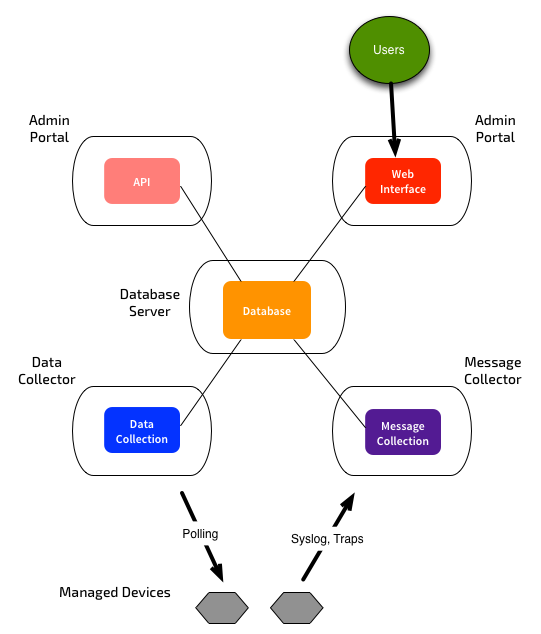 Users
Admin
Portal
Admin
Portal
API
Web
Interface
Database
Server
Database
Data
Collector
Message
Collector
Data
Collection
Message
Collection
Polling
Syslog, Traps
Managed Devices